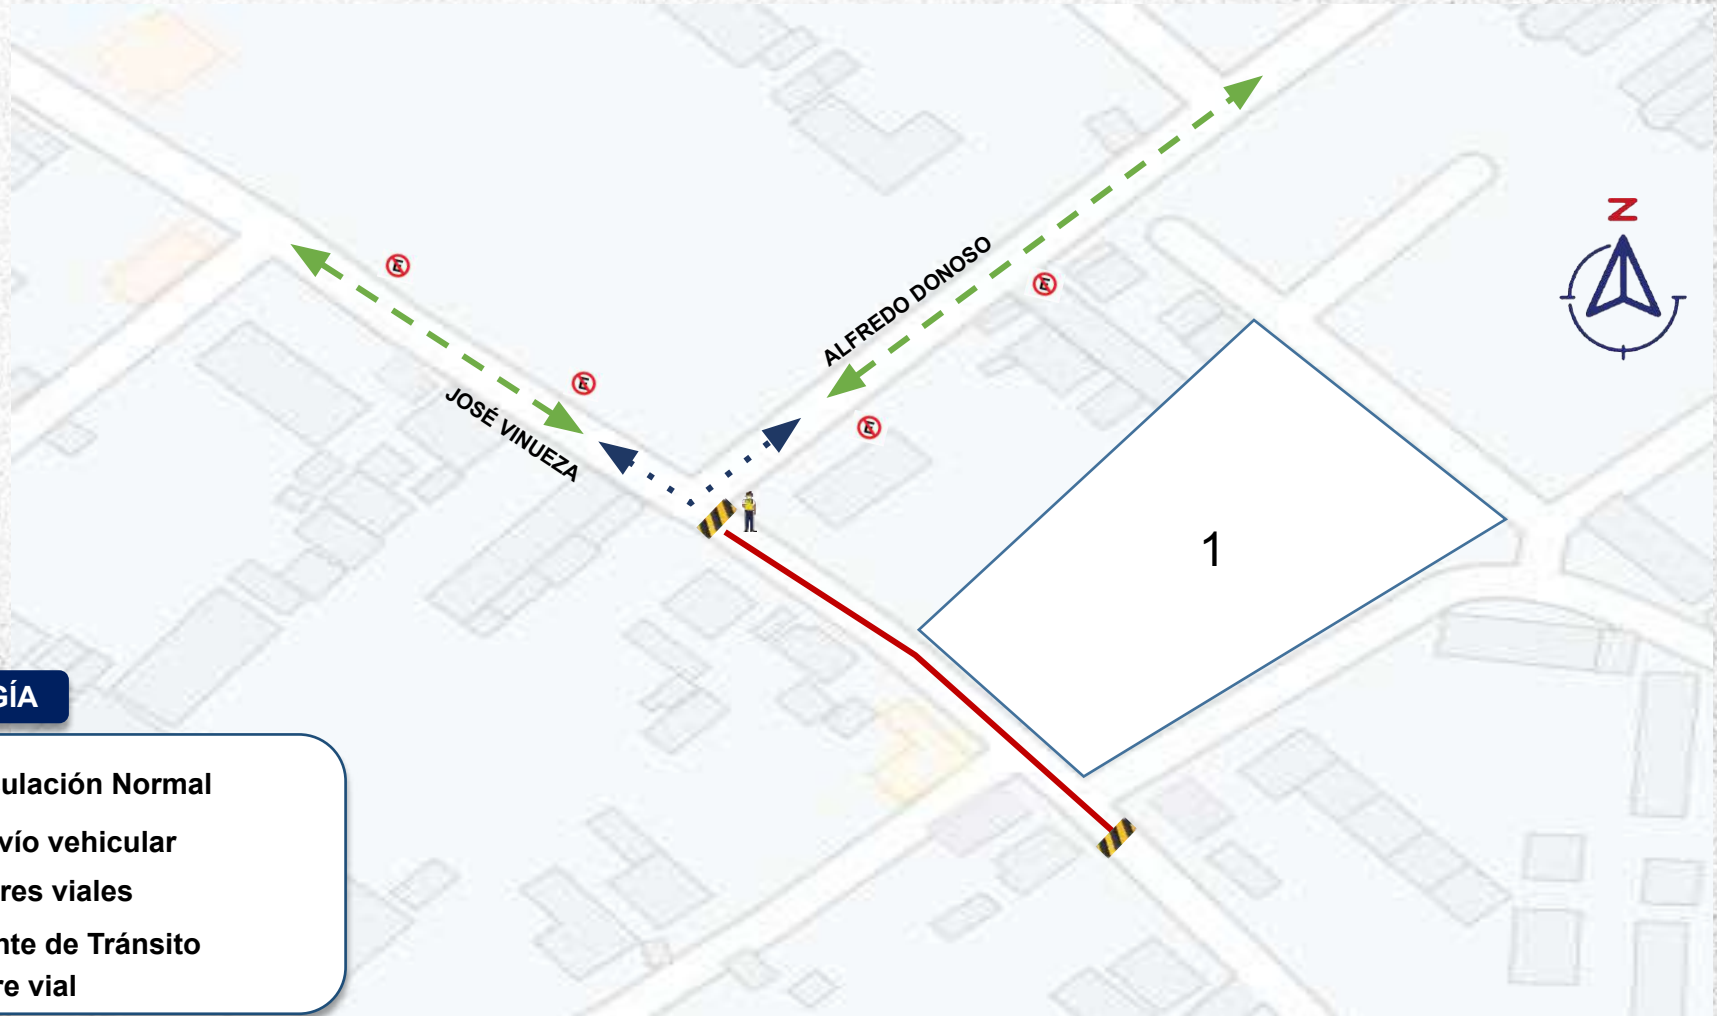 N
ALFREDO DONOSO
JOSÉ VINUEZA
1
GÍA
ulación Normal
vío vehicular
res viales
nte de Tránsito
re vial